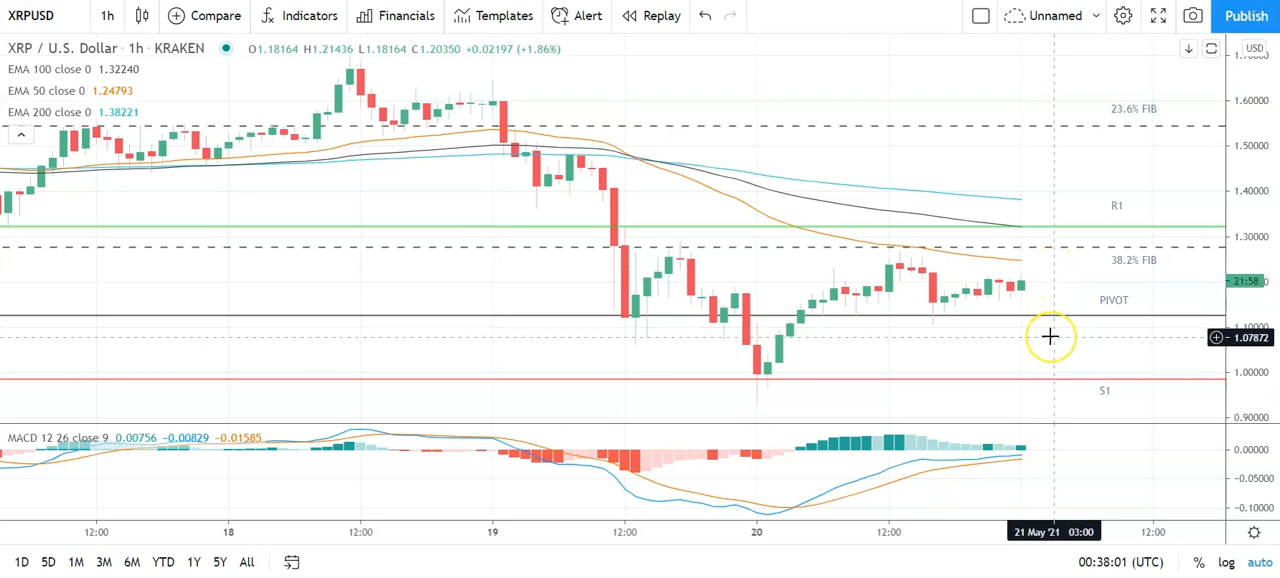 XRPUSD 1h Compare Indicators Financials Templates Alert Replay Unnamed Publish
XRP / U.S. Dollar · 1h · KRAKEN O1.18164 H1.21436 L1.18164 C1.20350 +0.02197 (+1.86%) USD
EMA 100 close 0 1.32240
EMA 50 close 0 1.24793
EMA 200 close 0 1.38221
1.60000
23.6% FIB
1.50000
1.40000
R1
1.30000
38.2% FIB
21:58
PIVOT
1.07872
1.00000
S1
0.90000
MACD 12 26 close 9 0.00756 −0.00829 −0.01585
0.00000
−0.05000
−0.10000
12:00 18 12:00 19 12:00 20 12:00 21 May '21 03:00 12:00
1D 5D 1M 3M 6M YTD 1Y 5Y All 00:38:01 (UTC) % log auto